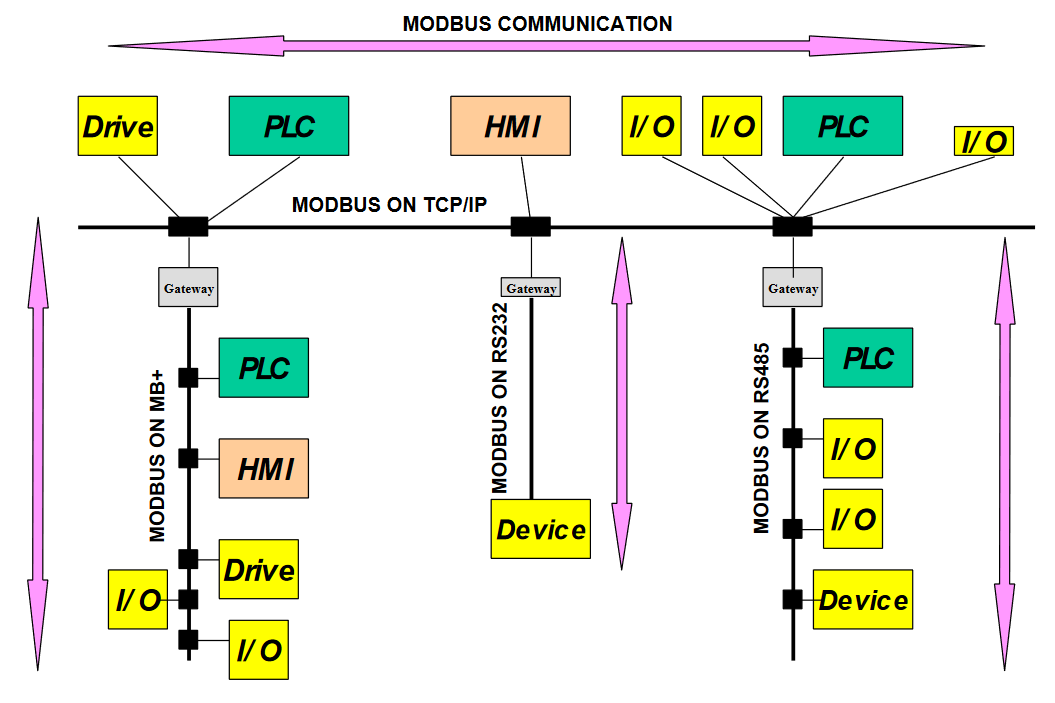 MODBUS COMMUNICATION
Drive
PLC
HMI
I/O
I/O
PLC
I/O
MODBUS ON TCP/IP
Gateway
Gateway
Gateway
MODBUS ON MB+
PLC
HMI
Drive
I/O
I/O
MODBUS ON RS232
Device
MODBUS ON RS485
PLC
I/O
I/O
Device